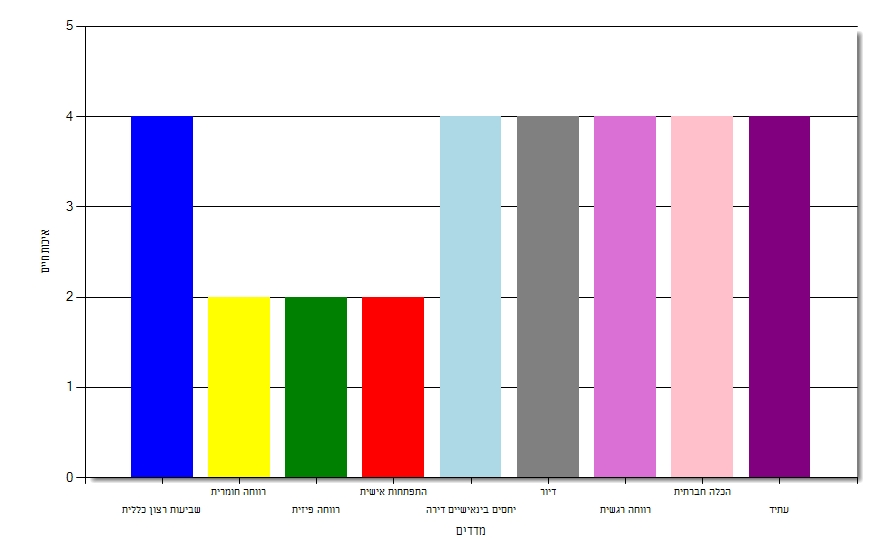 5
4
3
2
1
0
איכות חיים
רווחה חומרית
התפתחות אישית
דיור
הכלה חברתית
שביעות רצון כללית
רווחה פיזית
יחסים בינאישיים דירה
רווחה רגשית
עתיד
מדדים